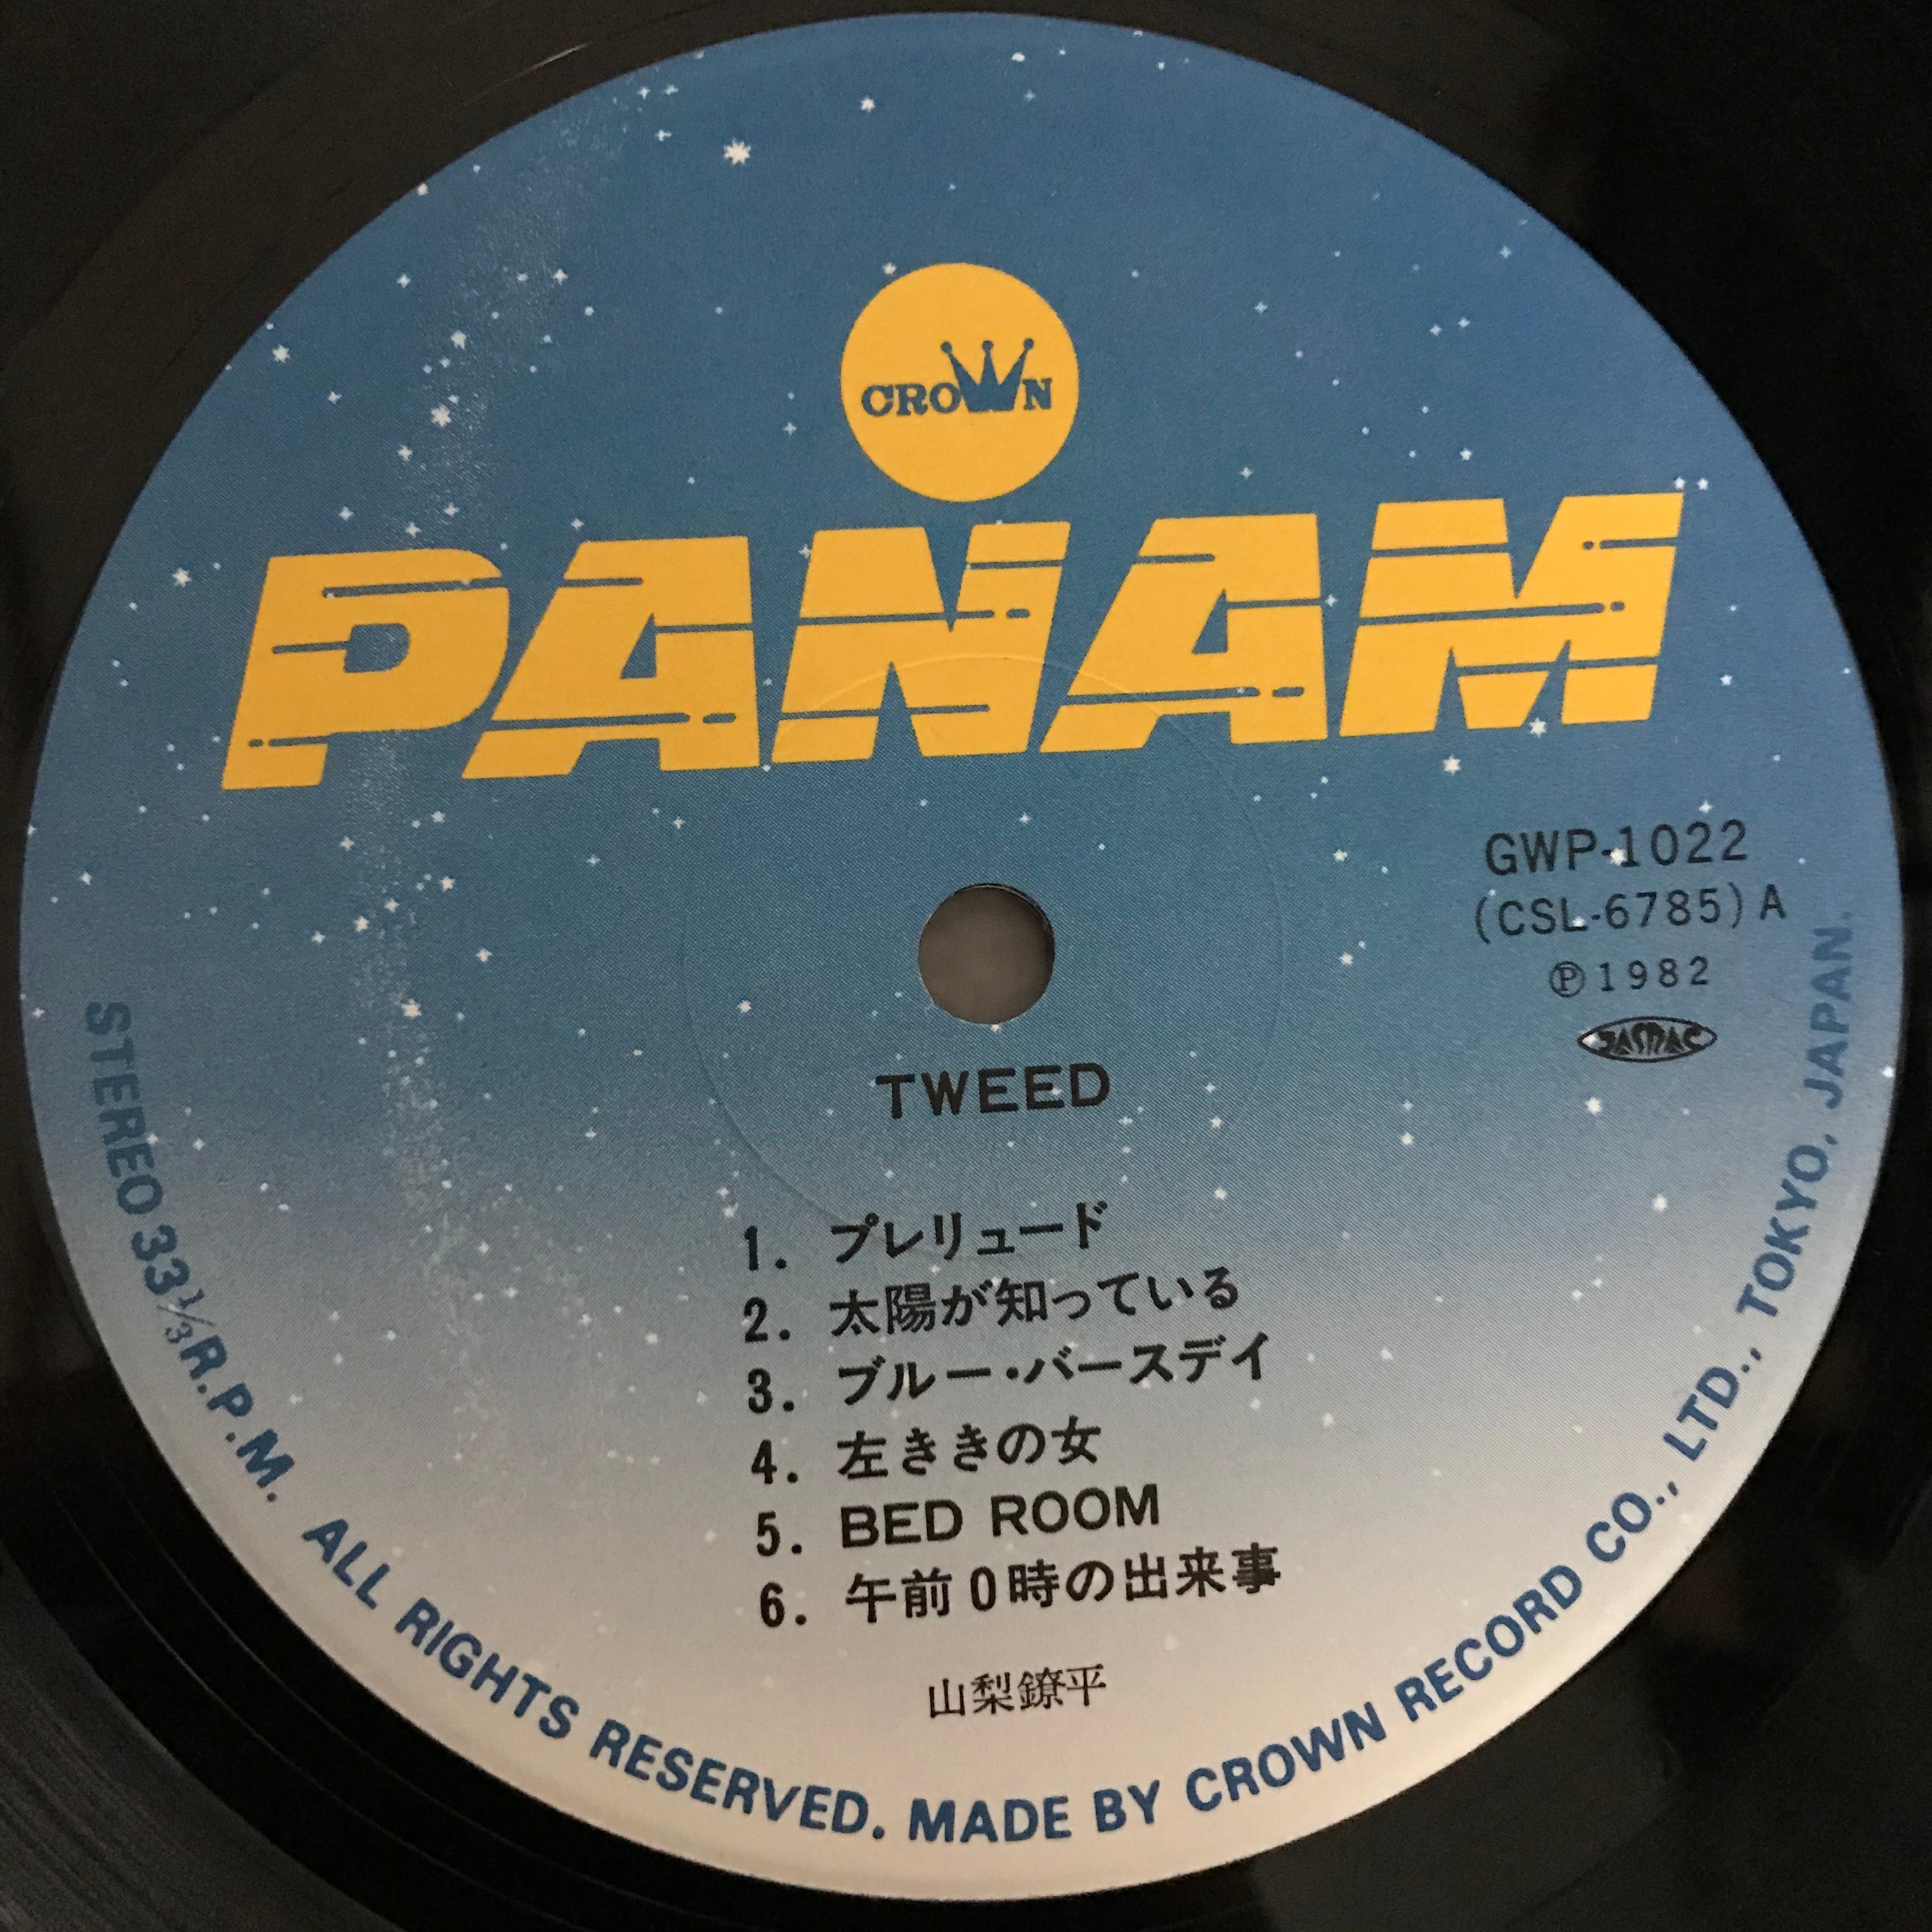 CROWN
PANAM
GWP-1022
(CSL-6785) A
Ⓟ1982
JASRAC
TWEED
1. プレリュード
2. 太陽が知っている
3. ブルー・バースデイ
4. 左ききの女
5. BED ROOM
6. 午前0時の出来事
山梨鐐平
STEREO 33⅓ R.P.M. ALL RIGHTS RESERVED. MADE BY CROWN RECORD CO., LTD., TOKYO, JAPAN.